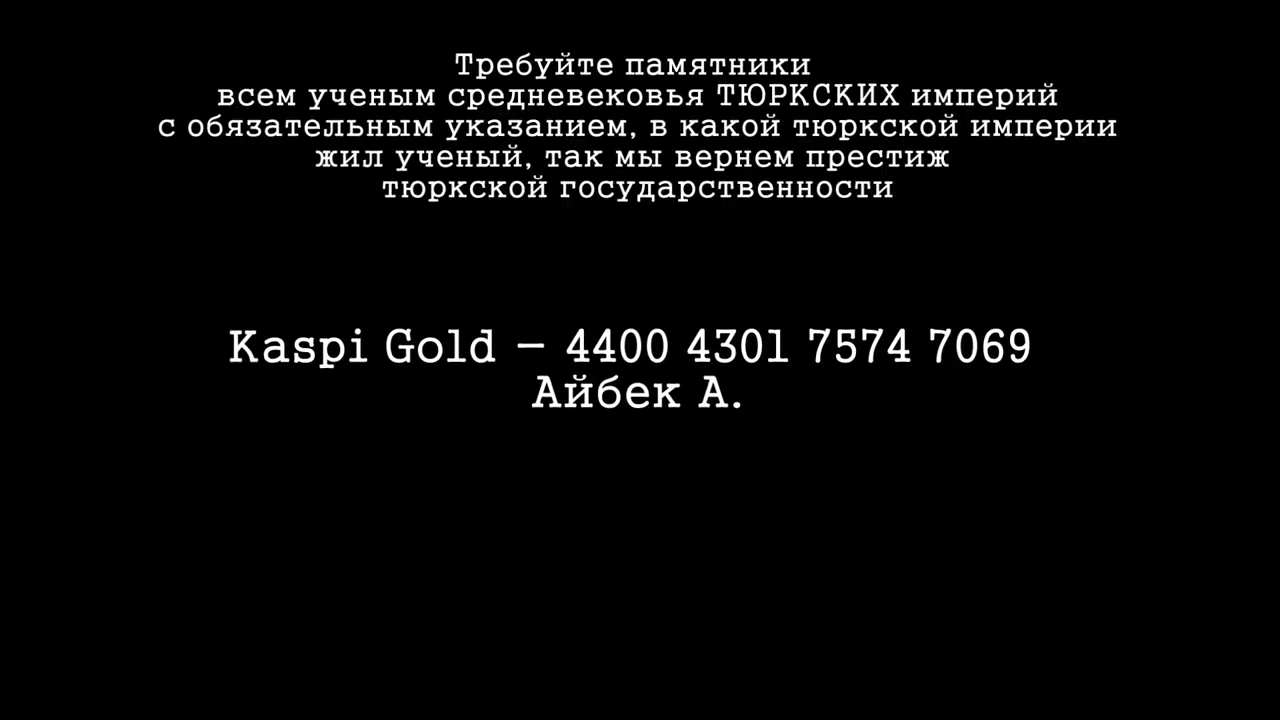 Требуйте памятники
всем ученым средневековья ТЮРКСКИХ империй
с обязательным указанием, в какой тюркской империи
жил ученый, так мы вернем престиж
тюркской государственности
Kaspi Gold – 4400 4301 7574 7069
Айбек А.